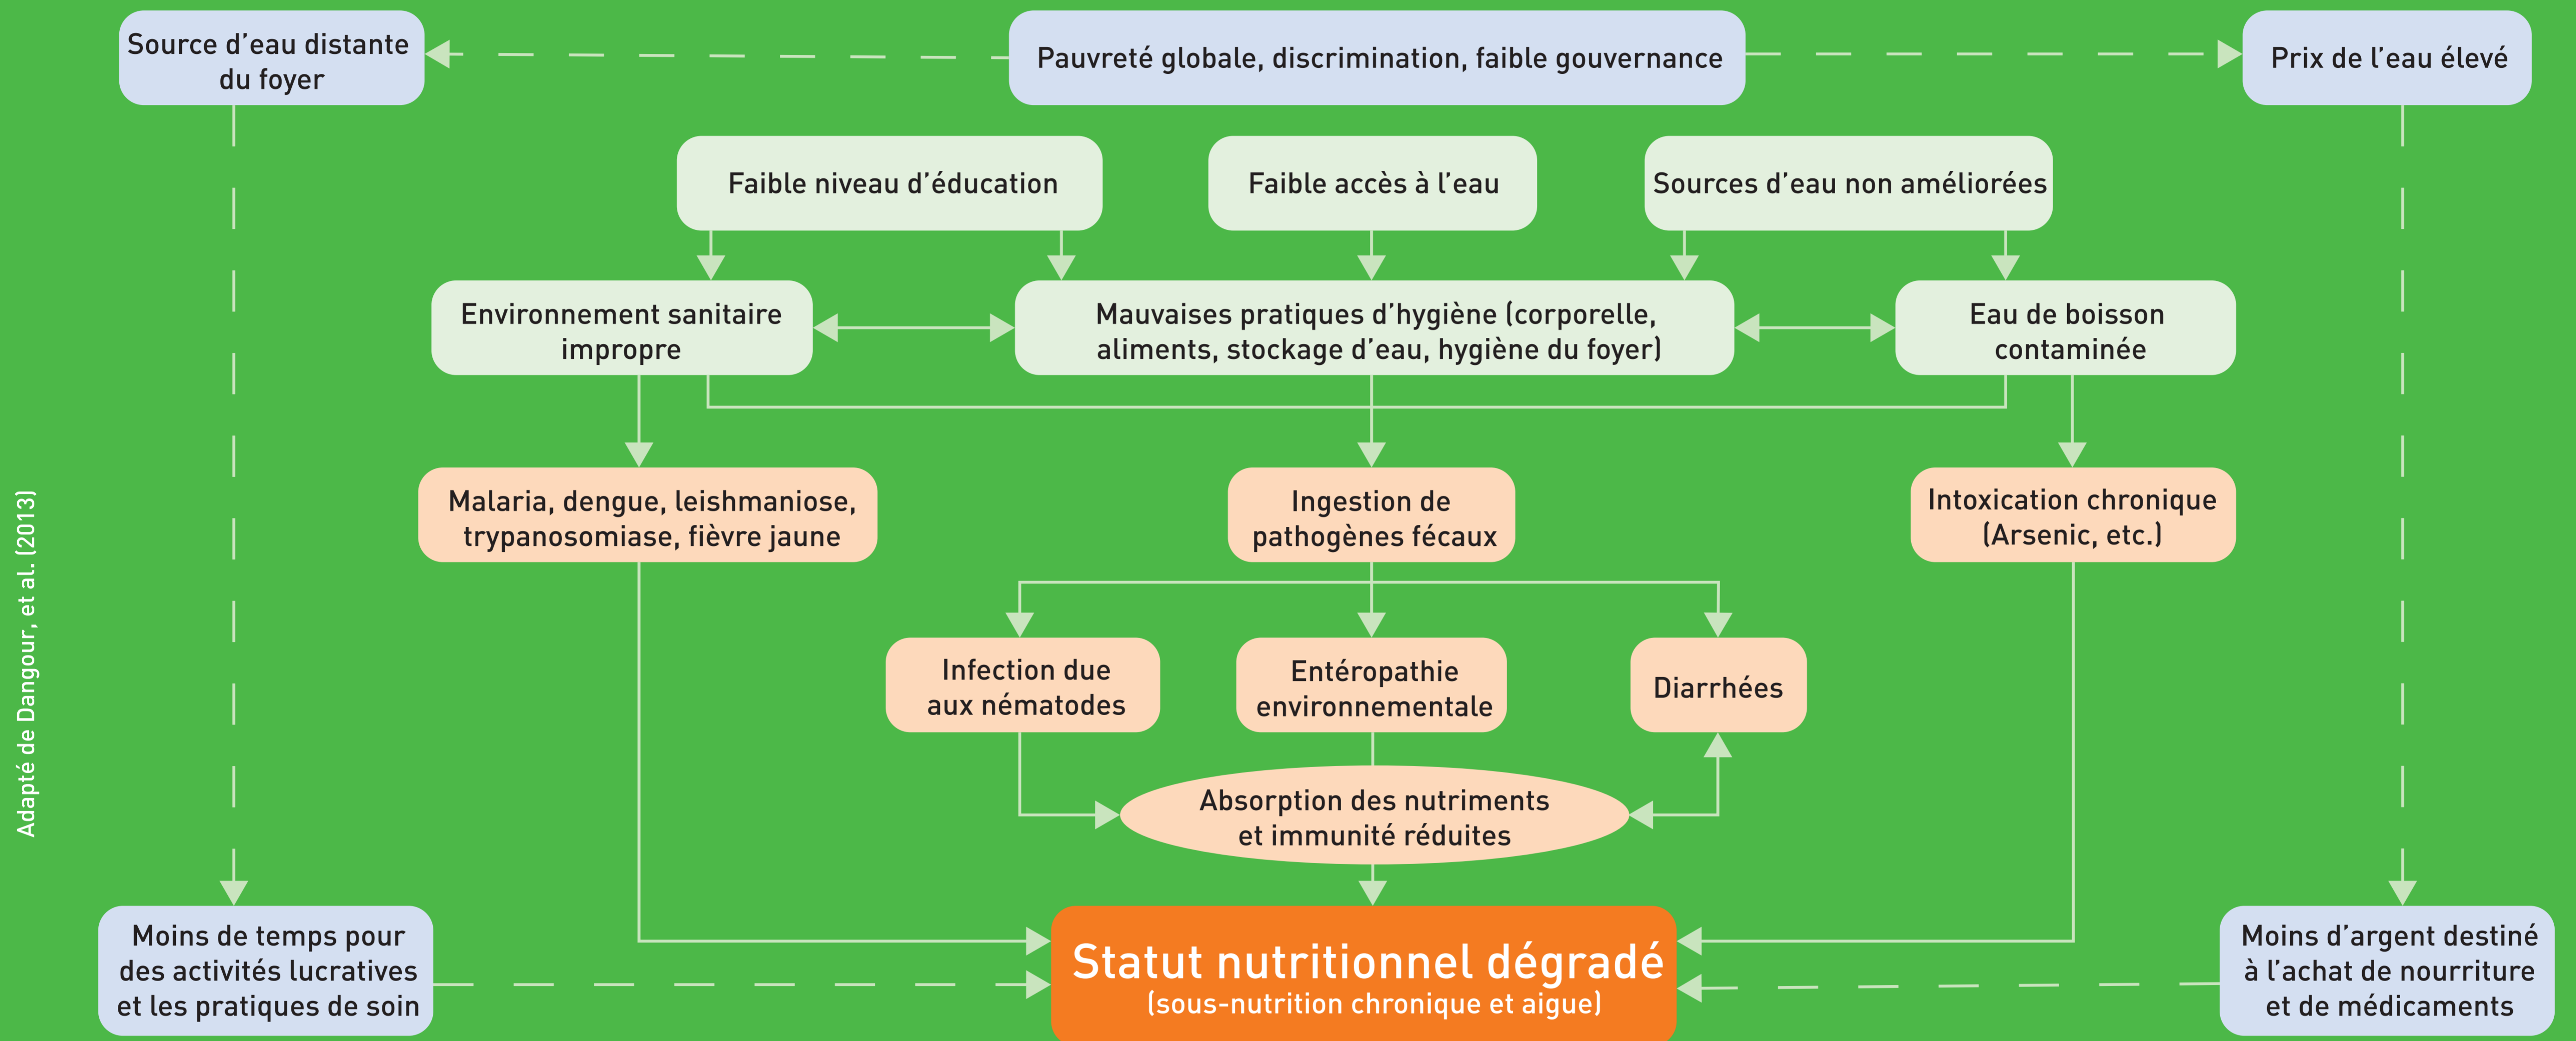 Source d’eau distante
du foyer
Pauvreté globale, discrimination, faible gouvernance
Prix de l’eau élevé
Faible niveau d’éducation
Faible accès à l’eau
Sources d’eau non améliorées
Environnement sanitaire
impropre
Mauvaises pratiques d’hygiène (corporelle,
aliments, stockage d’eau, hygiène du foyer)
Eau de boisson
contaminée
Malaria, dengue, leishmaniose,
trypanosomiase, fièvre jaune
Ingestion de
pathogènes fécaux
Intoxication chronique
(Arsenic, etc.)
Infection due
aux nématodes
Entéropathie
environnementale
Diarrhées
Absorption des nutriments
et immunité réduites
Moins de temps pour
des activités lucratives
et les pratiques de soin
Statut nutritionnel dégradé
(sous-nutrition chronique et aigue)
Moins d’argent destiné
à l’achat de nourriture
et de médicaments
Adapté de Dangour, et al. (2013)